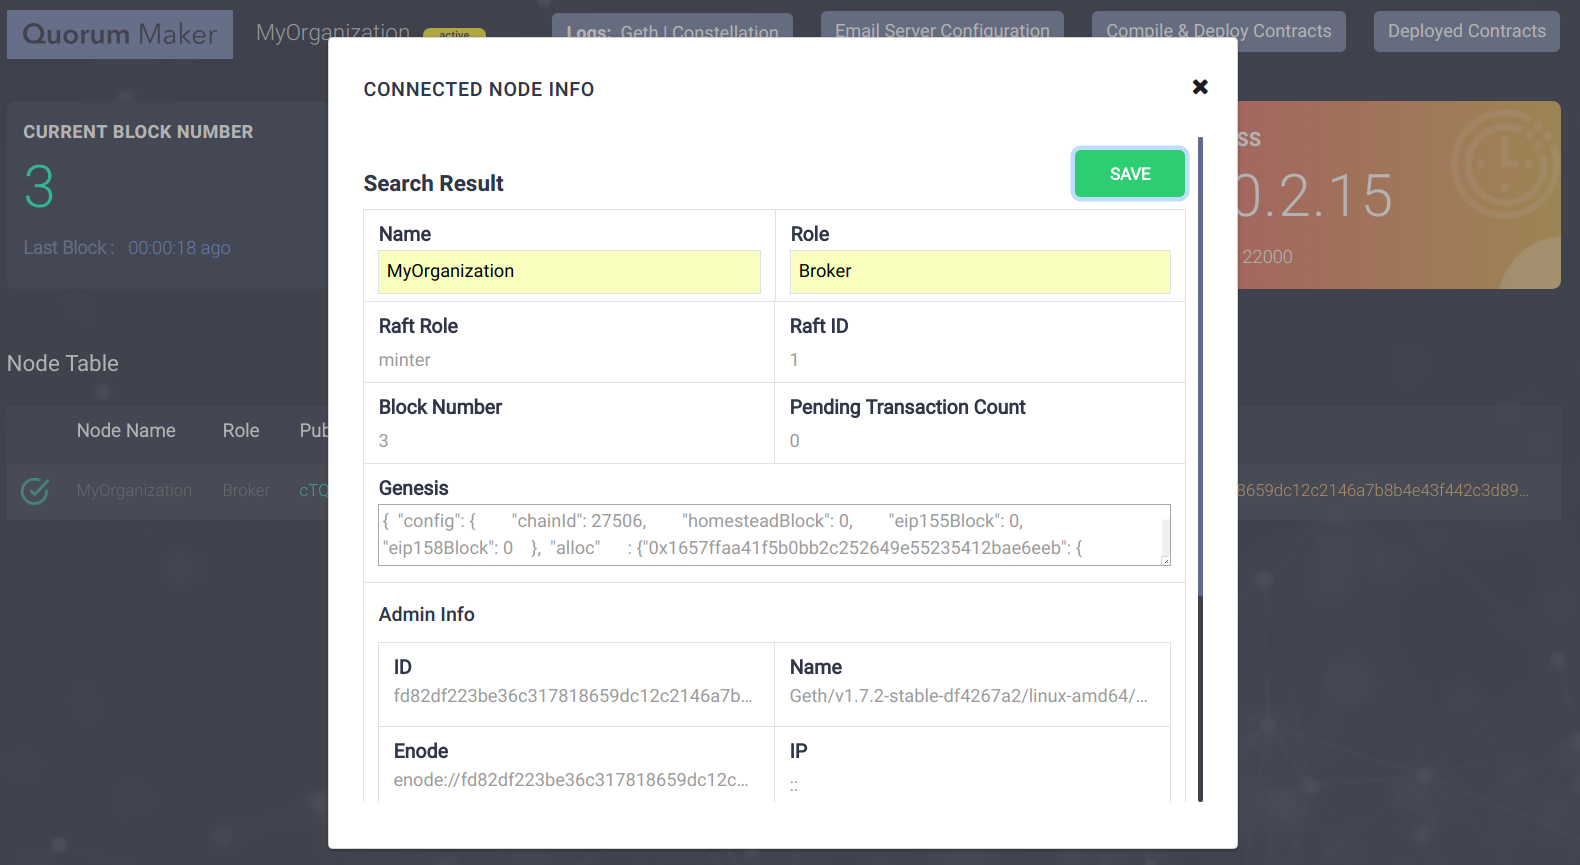 Quorum Maker
MyOrganization
active
Logs: Geth | Constellation
Email Server Configuration
Compile & Deploy Contracts
Deployed Contracts
CONNECTED NODE INFO
✖
CURRENT BLOCK NUMBER
3
Last Block : 00:00:18 ago
SS
0.2.15
22000
Search Result
SAVE
Name
MyOrganization
Role
Broker
Raft Role
minter
Raft ID
1
Block Number
3
Pending Transaction Count
0
Genesis
{ "config": { "chainId": 27506, "homesteadBlock": 0, "eip155Block": 0,
"eip158Block": 0 }, "alloc" : {"0x1657ffaa41f5b0bb2c252649e55235412bae6eeb": {
Admin Info
ID
fd82df223be36c317818659dc12c2146a7b...
Name
Geth/v1.7.2-stable-df4267a2/linux-amd64/...
Enode
enode://fd82df223be36c317818659dc12c...
IP
::
Node Table
Node Name
Role
Pub
MyOrganization
Broker
cTQ
8659dc12c2146a7b8b4e43f442c3d89...